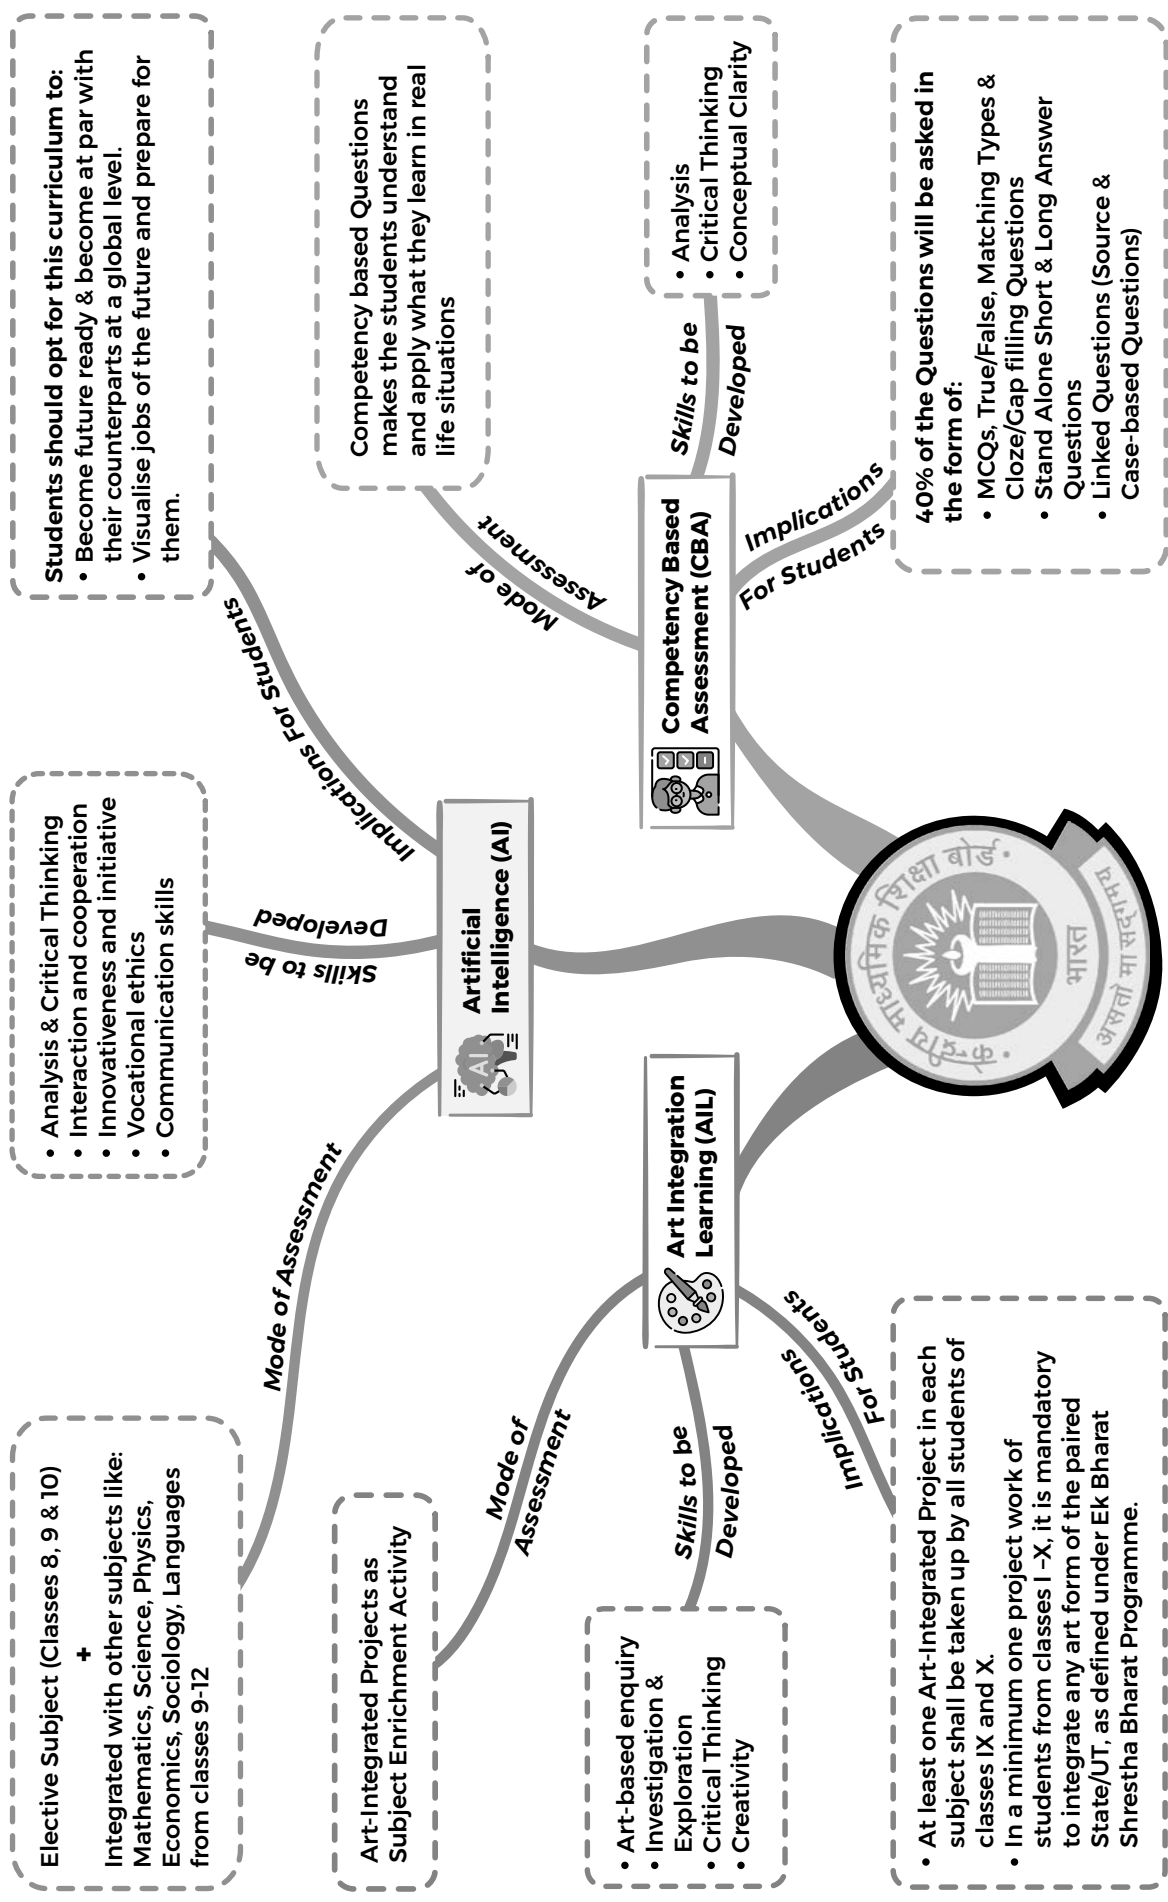 Elective Subject (Classes 8, 9 & 10)
+
Integrated with other subjects like:
Mathematics, Science, Physics,
Economics, Sociology, Languages
from classes 9-12
Mode of Assessment
• Analysis & Critical Thinking
• Interaction and cooperation
• Innovativeness and initiative
• Vocational ethics
• Communication skills
Skills to be
Developed
Students should opt for this curriculum to:
• Become future ready & become at par with
their counterparts at a global level.
• Visualise jobs of the future and prepare for
them.
Implications For Students
AI
Artificial
Intelligence (AI)
Art-Integrated Projects as
Subject Enrichment Activity
Mode of
Assessment
• Art-based enquiry
• Investigation &
Exploration
• Critical Thinking
• Creativity
Skills to be
Developed
Art Integration
Learning (AIL)
Implications
For Students
• At least one Art-Integrated Project in each
subject shall be taken up by all students of
classes IX and X.
• In a minimum one project work of
students from classes I -X, it is mandatory
to integrate any art form of the paired
State/UT, as defined under Ek Bharat
Shrestha Bharat Programme.
Competency based Questions
makes the students understand
and apply what they learn in real
life situations
Mode of
Assessment
Competency Based
Assessment (CBA)
Skills to be
Developed
• Analysis
• Critical Thinking
• Conceptual Clarity
Implications
For Students
40% of the Questions will be asked in
the form of:
• MCQs, True/False, Matching Types &
Cloze/Gap filling Questions
• Stand Alone Short & Long Answer
Questions
• Linked Questions (Source &
Case-based Questions)
• केन्द्रीय माध्यमिक शिक्षा बोर्ड •
भारत
असतो मा सद्गमय